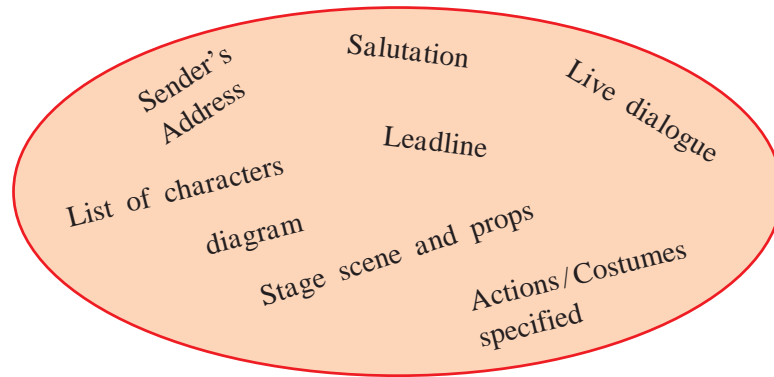 Sender's
Address
Salutation
Live dialogue
Leadline
List of characters
diagram
Stage scene and props
Actions/Costumes
specified